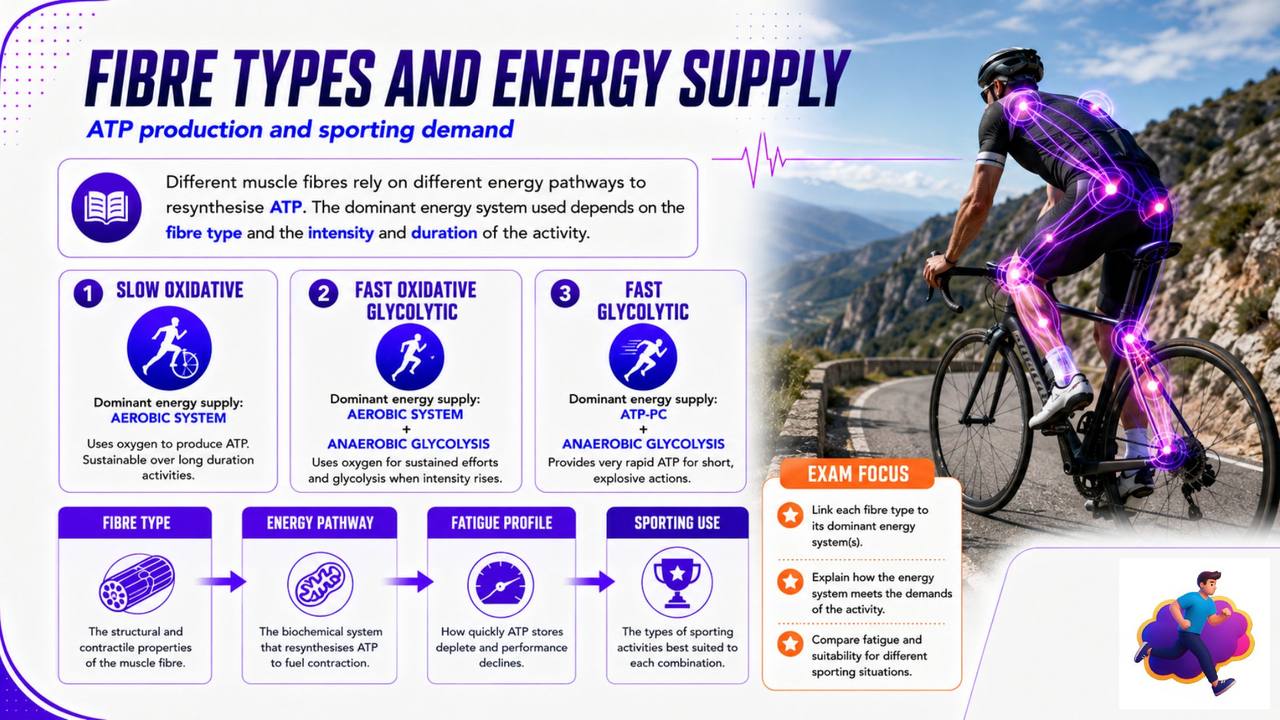 FIBRE TYPES AND ENERGY SUPPLY
ATP production and sporting demand
Different muscle fibres rely on different energy pathways to
resynthesise ATP. The dominant energy system used depends on the
fibre type and the intensity and duration of the activity.
1 SLOW OXIDATIVE
Dominant energy supply:
AEROBIC SYSTEM
Uses oxygen to produce ATP.
Sustainable over long duration
activities.
2 FAST OXIDATIVE
GLYCOLYTIC
Dominant energy supply:
AEROBIC SYSTEM
+
ANAEROBIC GLYCOLYSIS
Uses oxygen for sustained efforts
and glycolysis when intensity rises.
3 FAST
GLYCOLYTIC
Dominant energy supply:
ATP-PC
+
ANAEROBIC GLYCOLYSIS
Provides very rapid ATP for short,
explosive actions.
FIBRE TYPE
The structural and
contractile properties
of the muscle fibre.
ENERGY PATHWAY
The biochemical system
that resynthesises ATP
to fuel contraction.
FATIGUE PROFILE
How quickly ATP stores
deplete and performance
declines.
SPORTING USE
The types of sporting
activities best suited to
each combination.
EXAM FOCUS
Link each fibre type to
its dominant energy
system(s).
Explain how the energy
system meets the demands
of the activity.
Compare fatigue and
suitability for different
sporting situations.